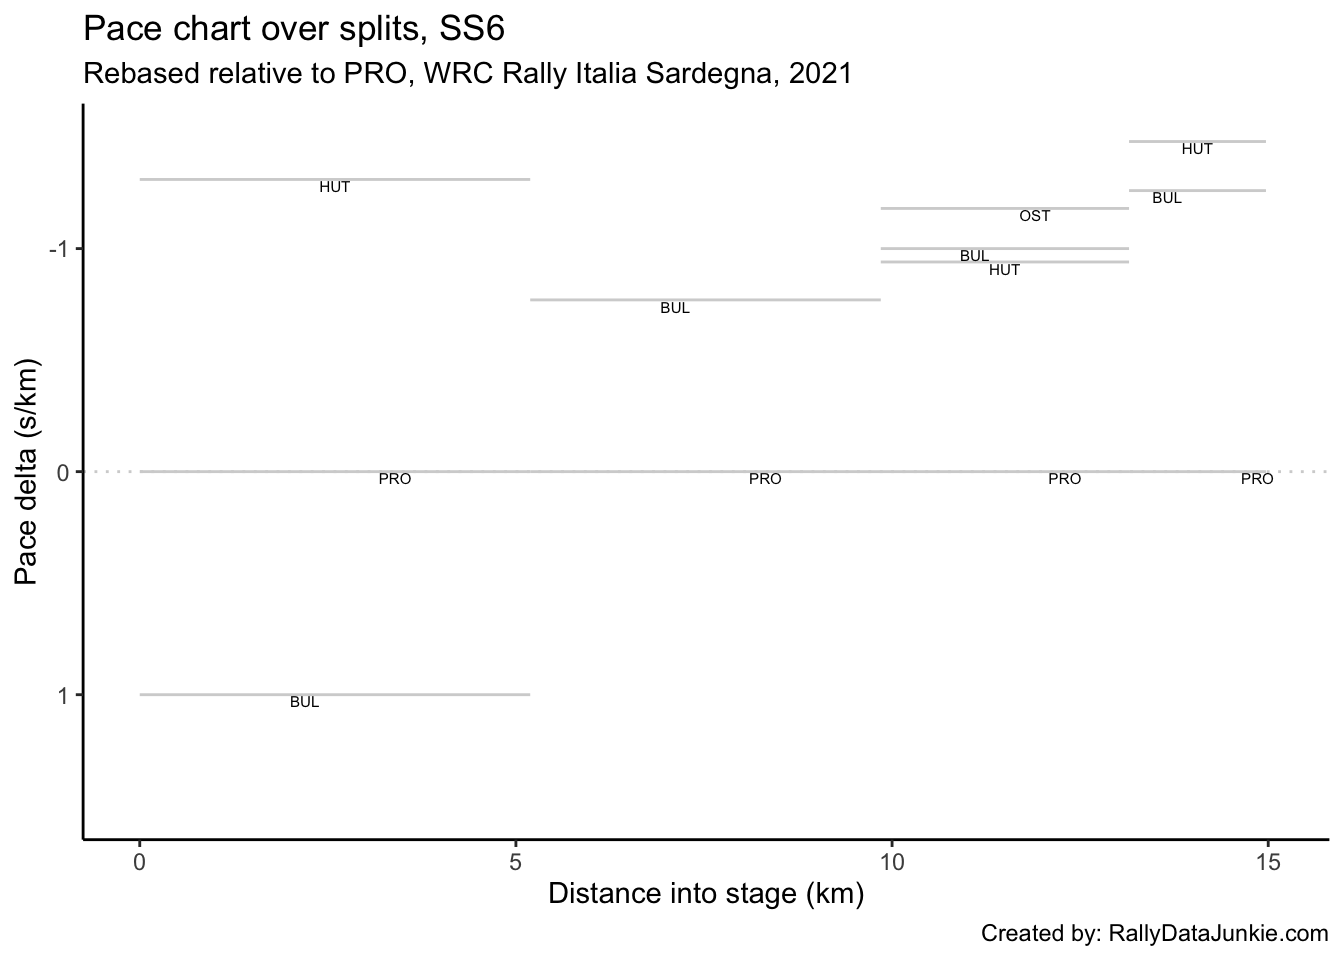 Pace chart over splits, SS6
Rebased relative to PRO, WRC Rally Italia Sardegna, 2021
HUT
HUT
BUL
OST
-1
BUL
HUT
BUL
0
PRO PRO PRO PRO
1
BUL
Pace delta (s/km)
0 5 10 15
Distance into stage (km)
Created by: RallyDataJunkie.com